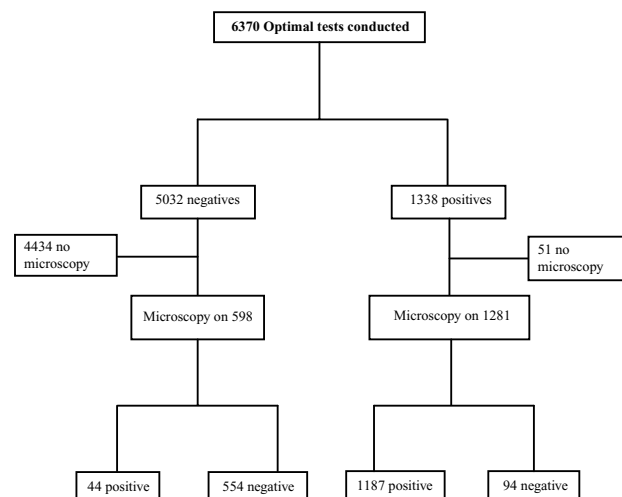 6370 Optimal tests conducted
5032 negatives
1338 positives
4434 no
microscopy
51 no
microscopy
Microscopy on 598
Microscopy on 1281
44 positive
554 negative
1187 positive
94 negative